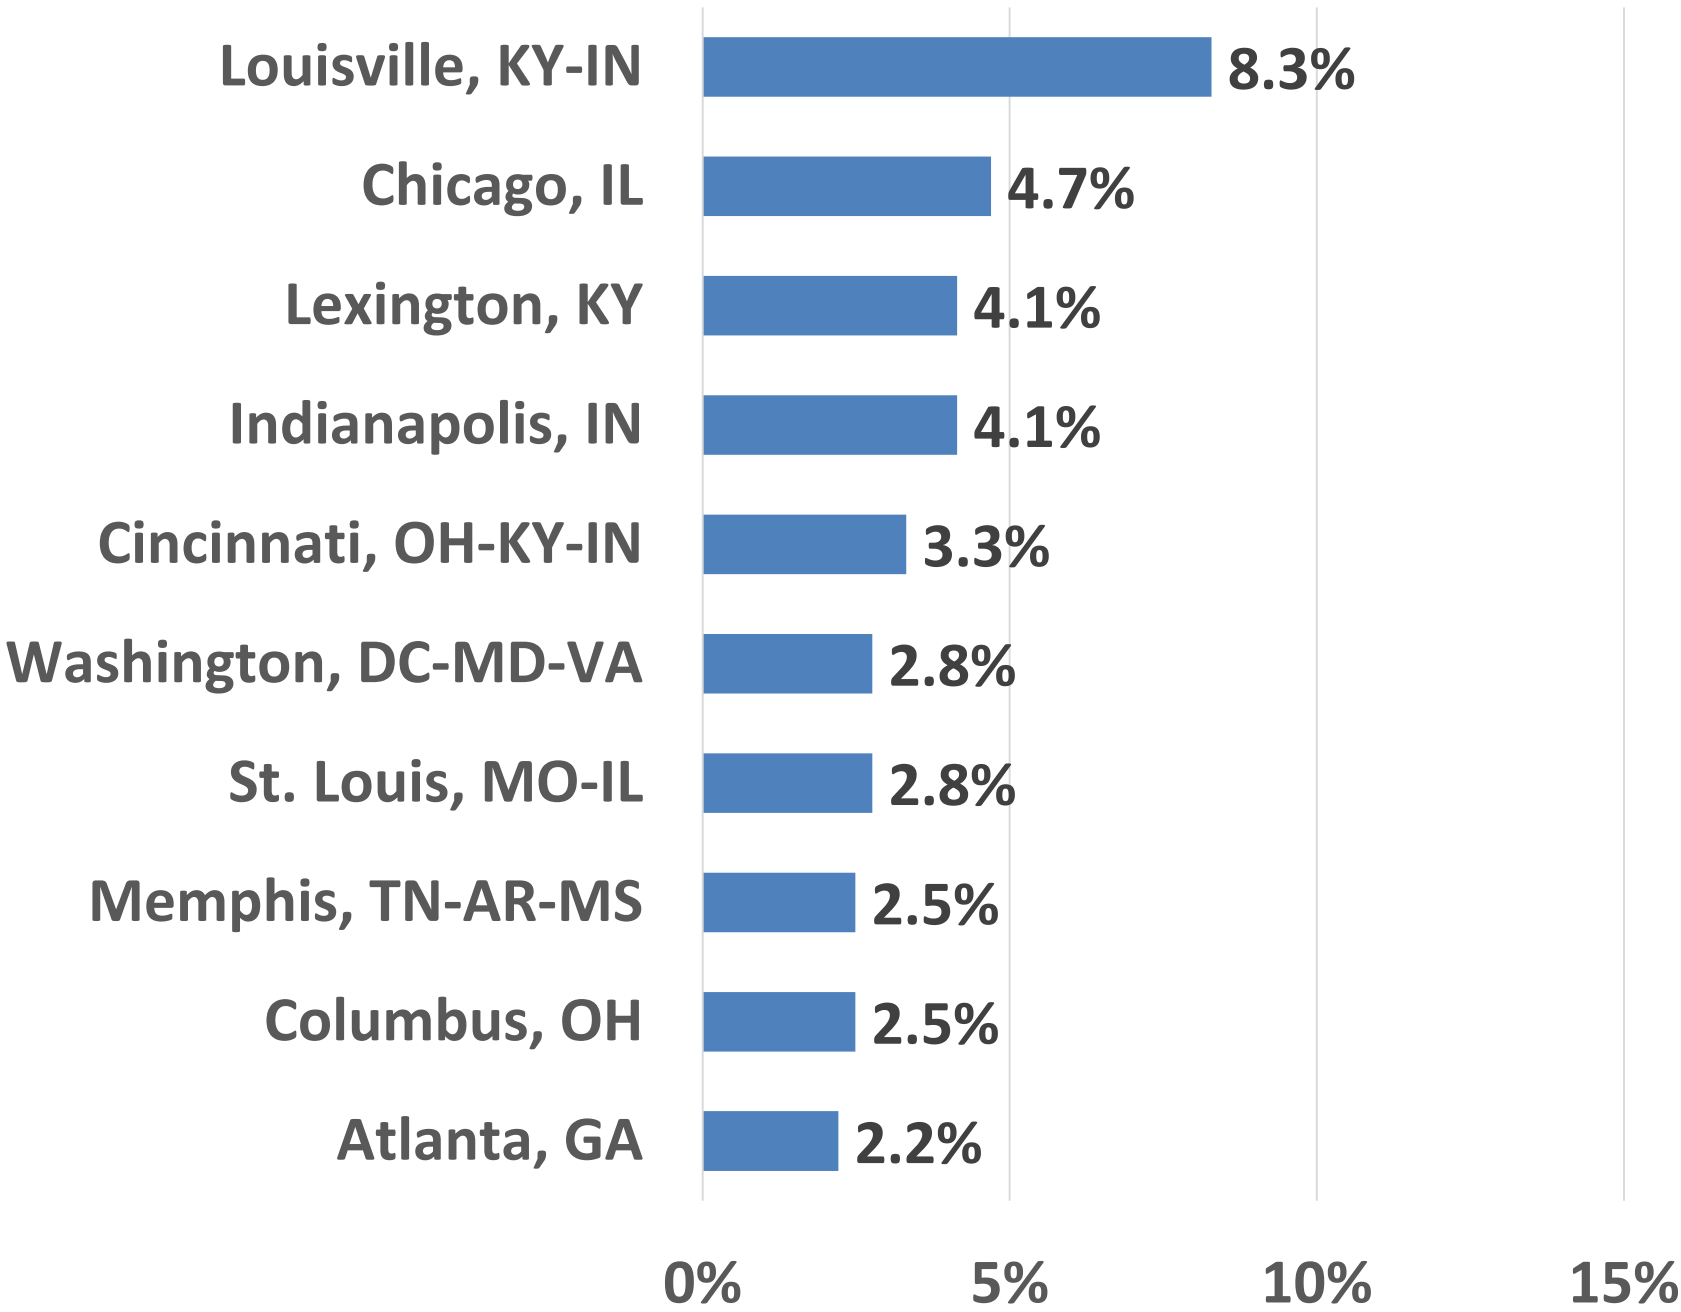 Louisville, KY-IN 8.3%
Chicago, IL 4.7%
Lexington, KY 4.1%
Indianapolis, IN 4.1%
Cincinnati, OH-KY-IN 3.3%
Washington, DC-MD-VA 2.8%
St. Louis, MO-IL 2.8%
Memphis, TN-AR-MS 2.5%
Columbus, OH 2.5%
Atlanta, GA 2.2%
0% 5% 10% 15%